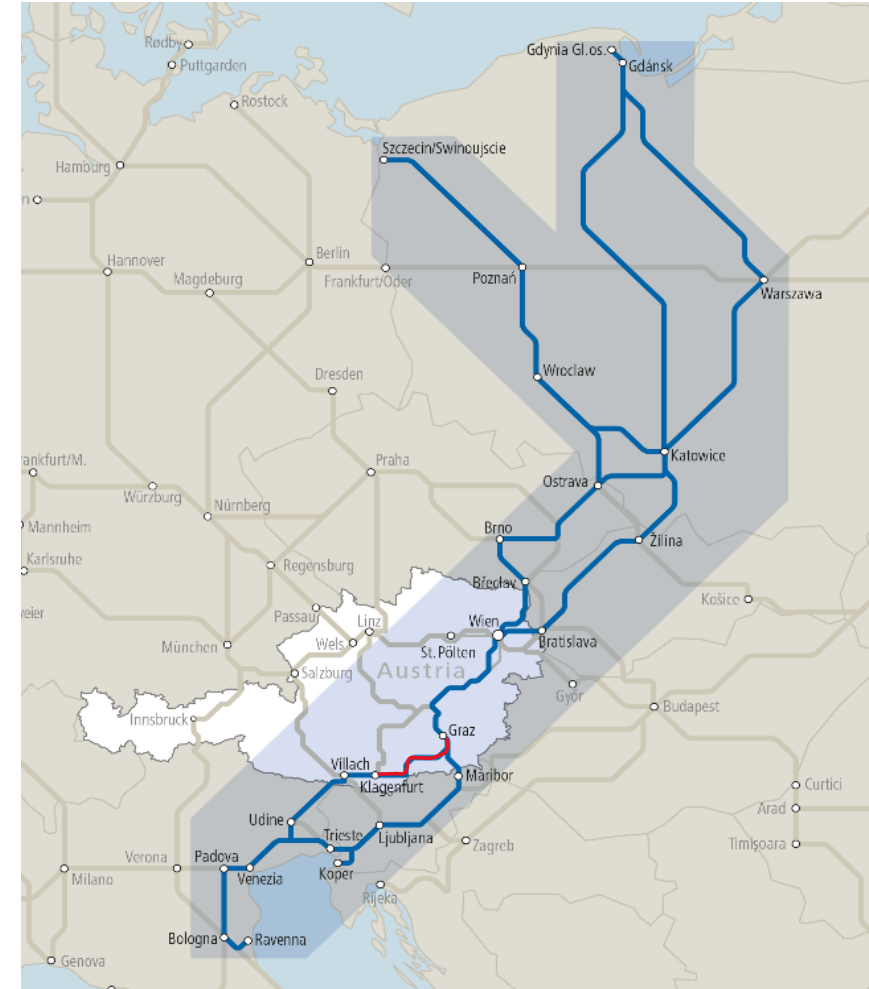 Rødby
Puttgarden
Rostock
Hamburg
Gdynia Gl.os.
Gdánsk
Szczecin/Swinoujscie
Hannover
Berlin
Magdeburg
Frankfurt/Oder
Poznań
Warszawa
Dresden
Wroclaw
rankfurt/M.
Praha
Katowice
Würzburg
Ostrava
Nürnberg
Mannheim
Brno
Žilina
Karlsruhe
Regensburg
Břeclav
Košice
eier
Passau
Linz
Wien
Wels
St. Pölten
Bratislava
München
Salzburg
Austria
Györ
Budapest
Innsbruck
Graz
Villach
Klagenfurt
Maribor
Curtici
Udine
Arad
Trieste
Ljubljana
Zagreb
Timişoara
Verona
Padova
Venezia
Koper
Milano
Rijeka
Bologna
Ravenna
Genova